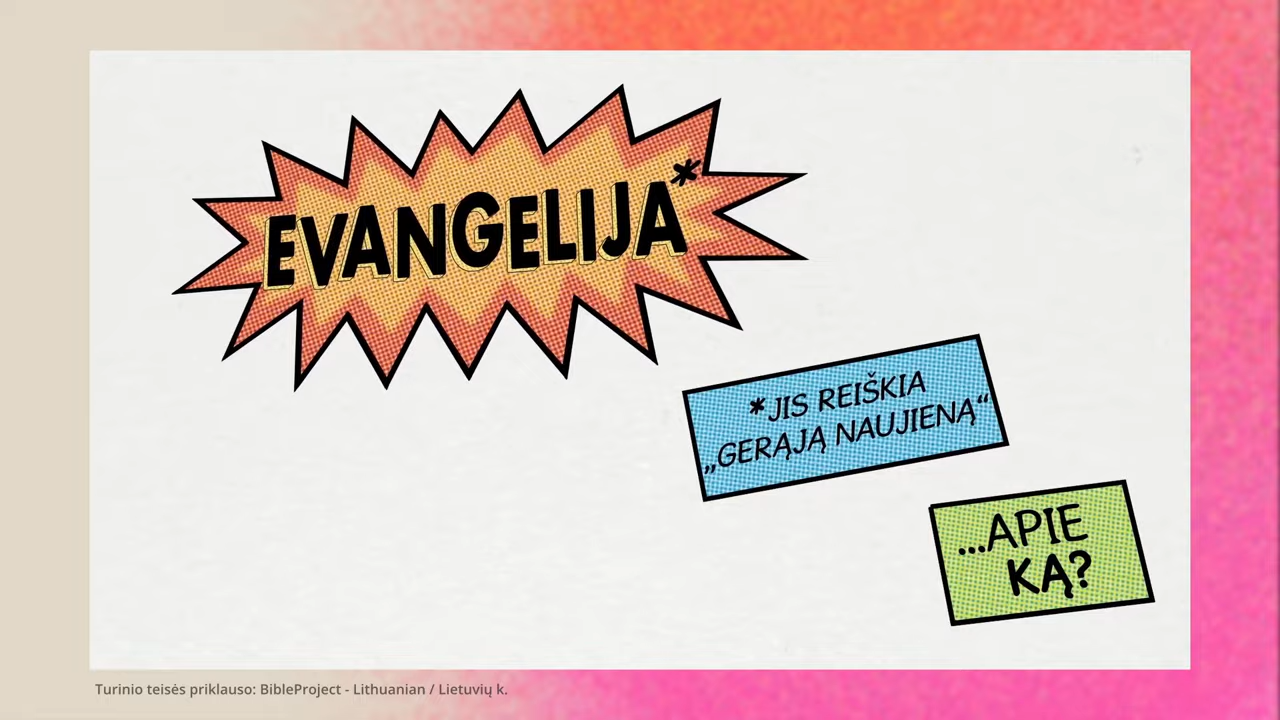 EVANGELIJA*
*JIS REIŠKIA
„GERĄJĄ NAUJIENĄ“
...APIE
KĄ?
Turinio teisės priklauso: BibleProject - Lithuanian / Lietuvių k.